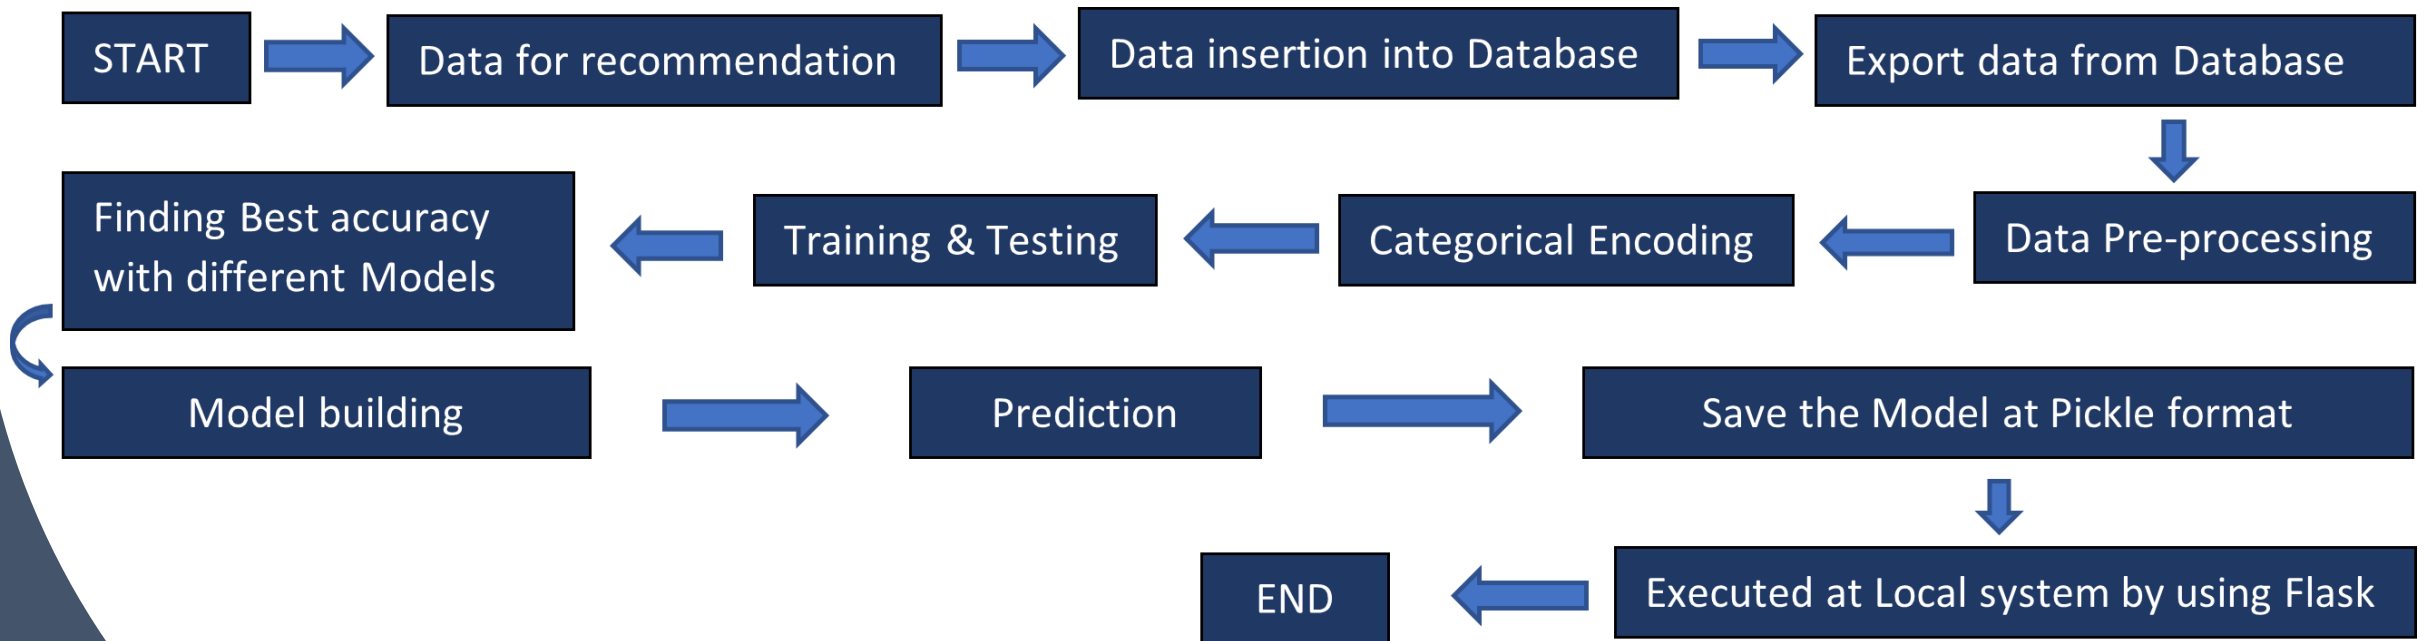 START
Data for recommendation
Data insertion into Database
Export data from Database
Data Pre-processing
Categorical Encoding
Training & Testing
Finding Best accuracy
with different Models
Model building
Prediction
Save the Model at Pickle format
Executed at Local system by using Flask
END